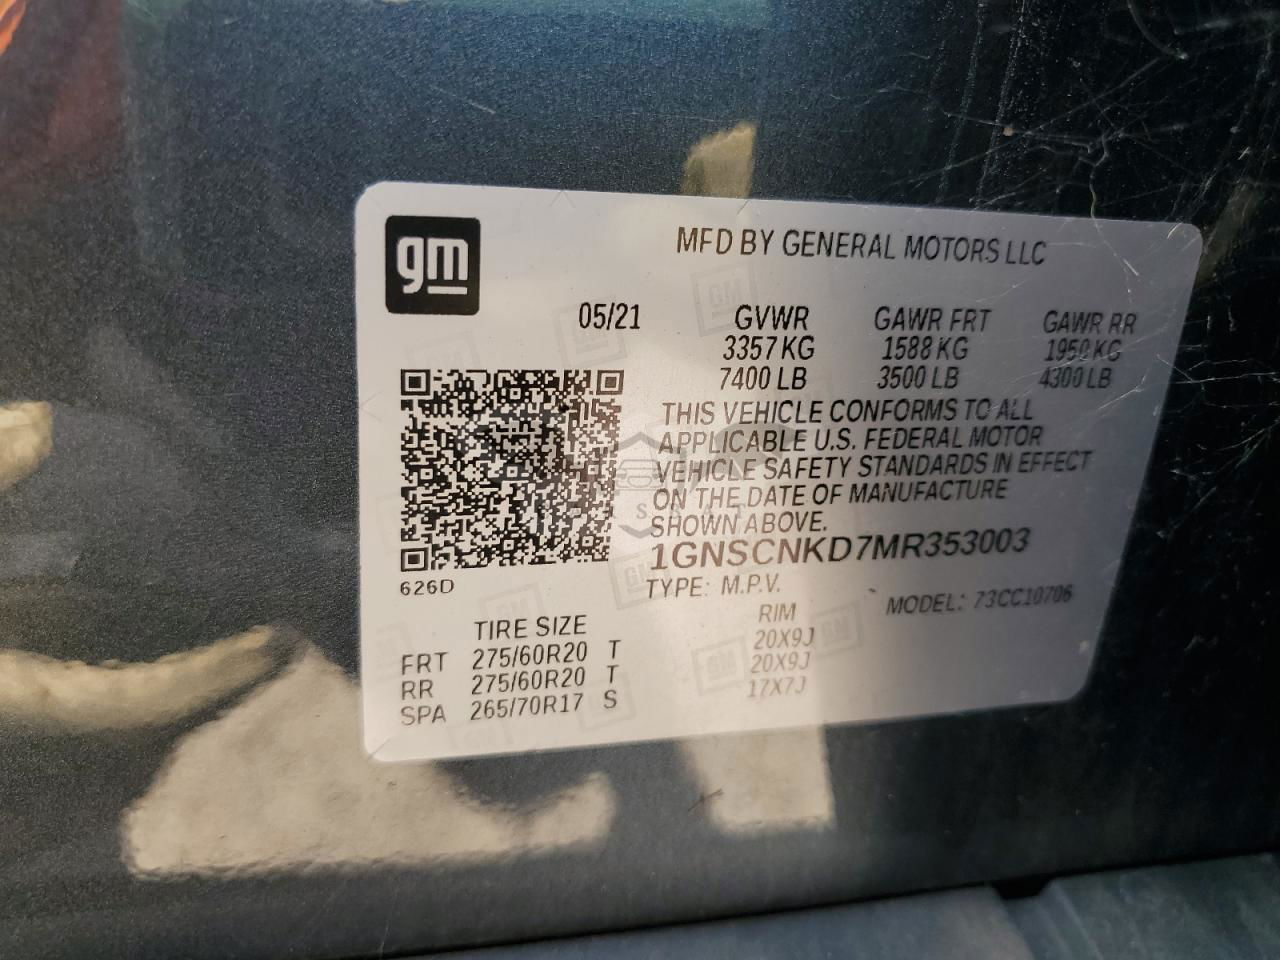 gm
MFD BY GENERAL MOTORS LLC
05/21 GVWR GAWR FRT GAWR RR
3357 KG 1588 KG 1950 KG
7400 LB 3500 LB 4300 LB
THIS VEHICLE CONFORMS TO ALL
APPLICABLE U.S. FEDERAL MOTOR
VEHICLE SAFETY STANDARDS IN EFFECT
ON THE DATE OF MANUFACTURE
SHOWN ABOVE.
1GNSCNKD7MR353003
626D
TYPE: M.P.V. MODEL: 73CC10706
TIRE SIZE RIM
FRT 275/60R20 T 20X9J
RR 275/60R20 T 20X9J
SPA 265/70R17 S 17X7J